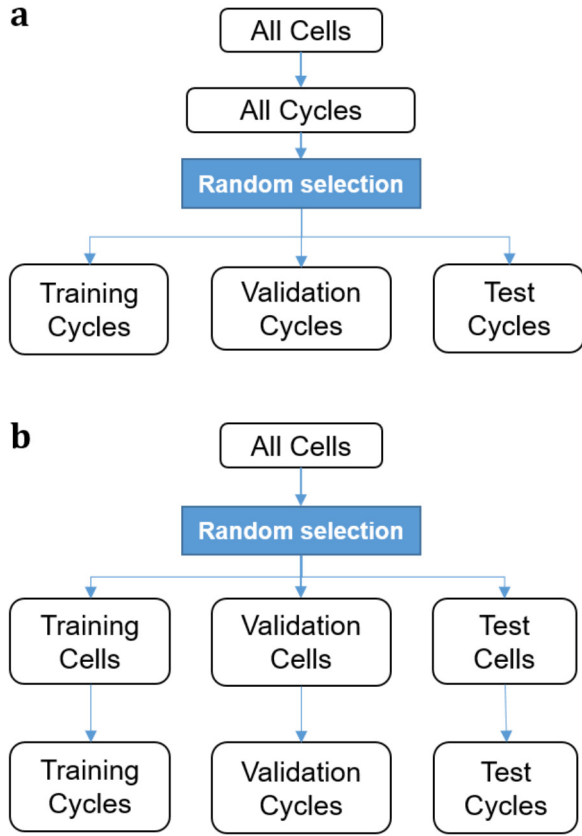 a
All Cells
All Cycles
Random selection
Training
Cycles
Validation
Cycles
Test
Cycles
b
All Cells
Random selection
Training
Cells
Validation
Cells
Test
Cells
Training
Cycles
Validation
Cycles
Test
Cycles